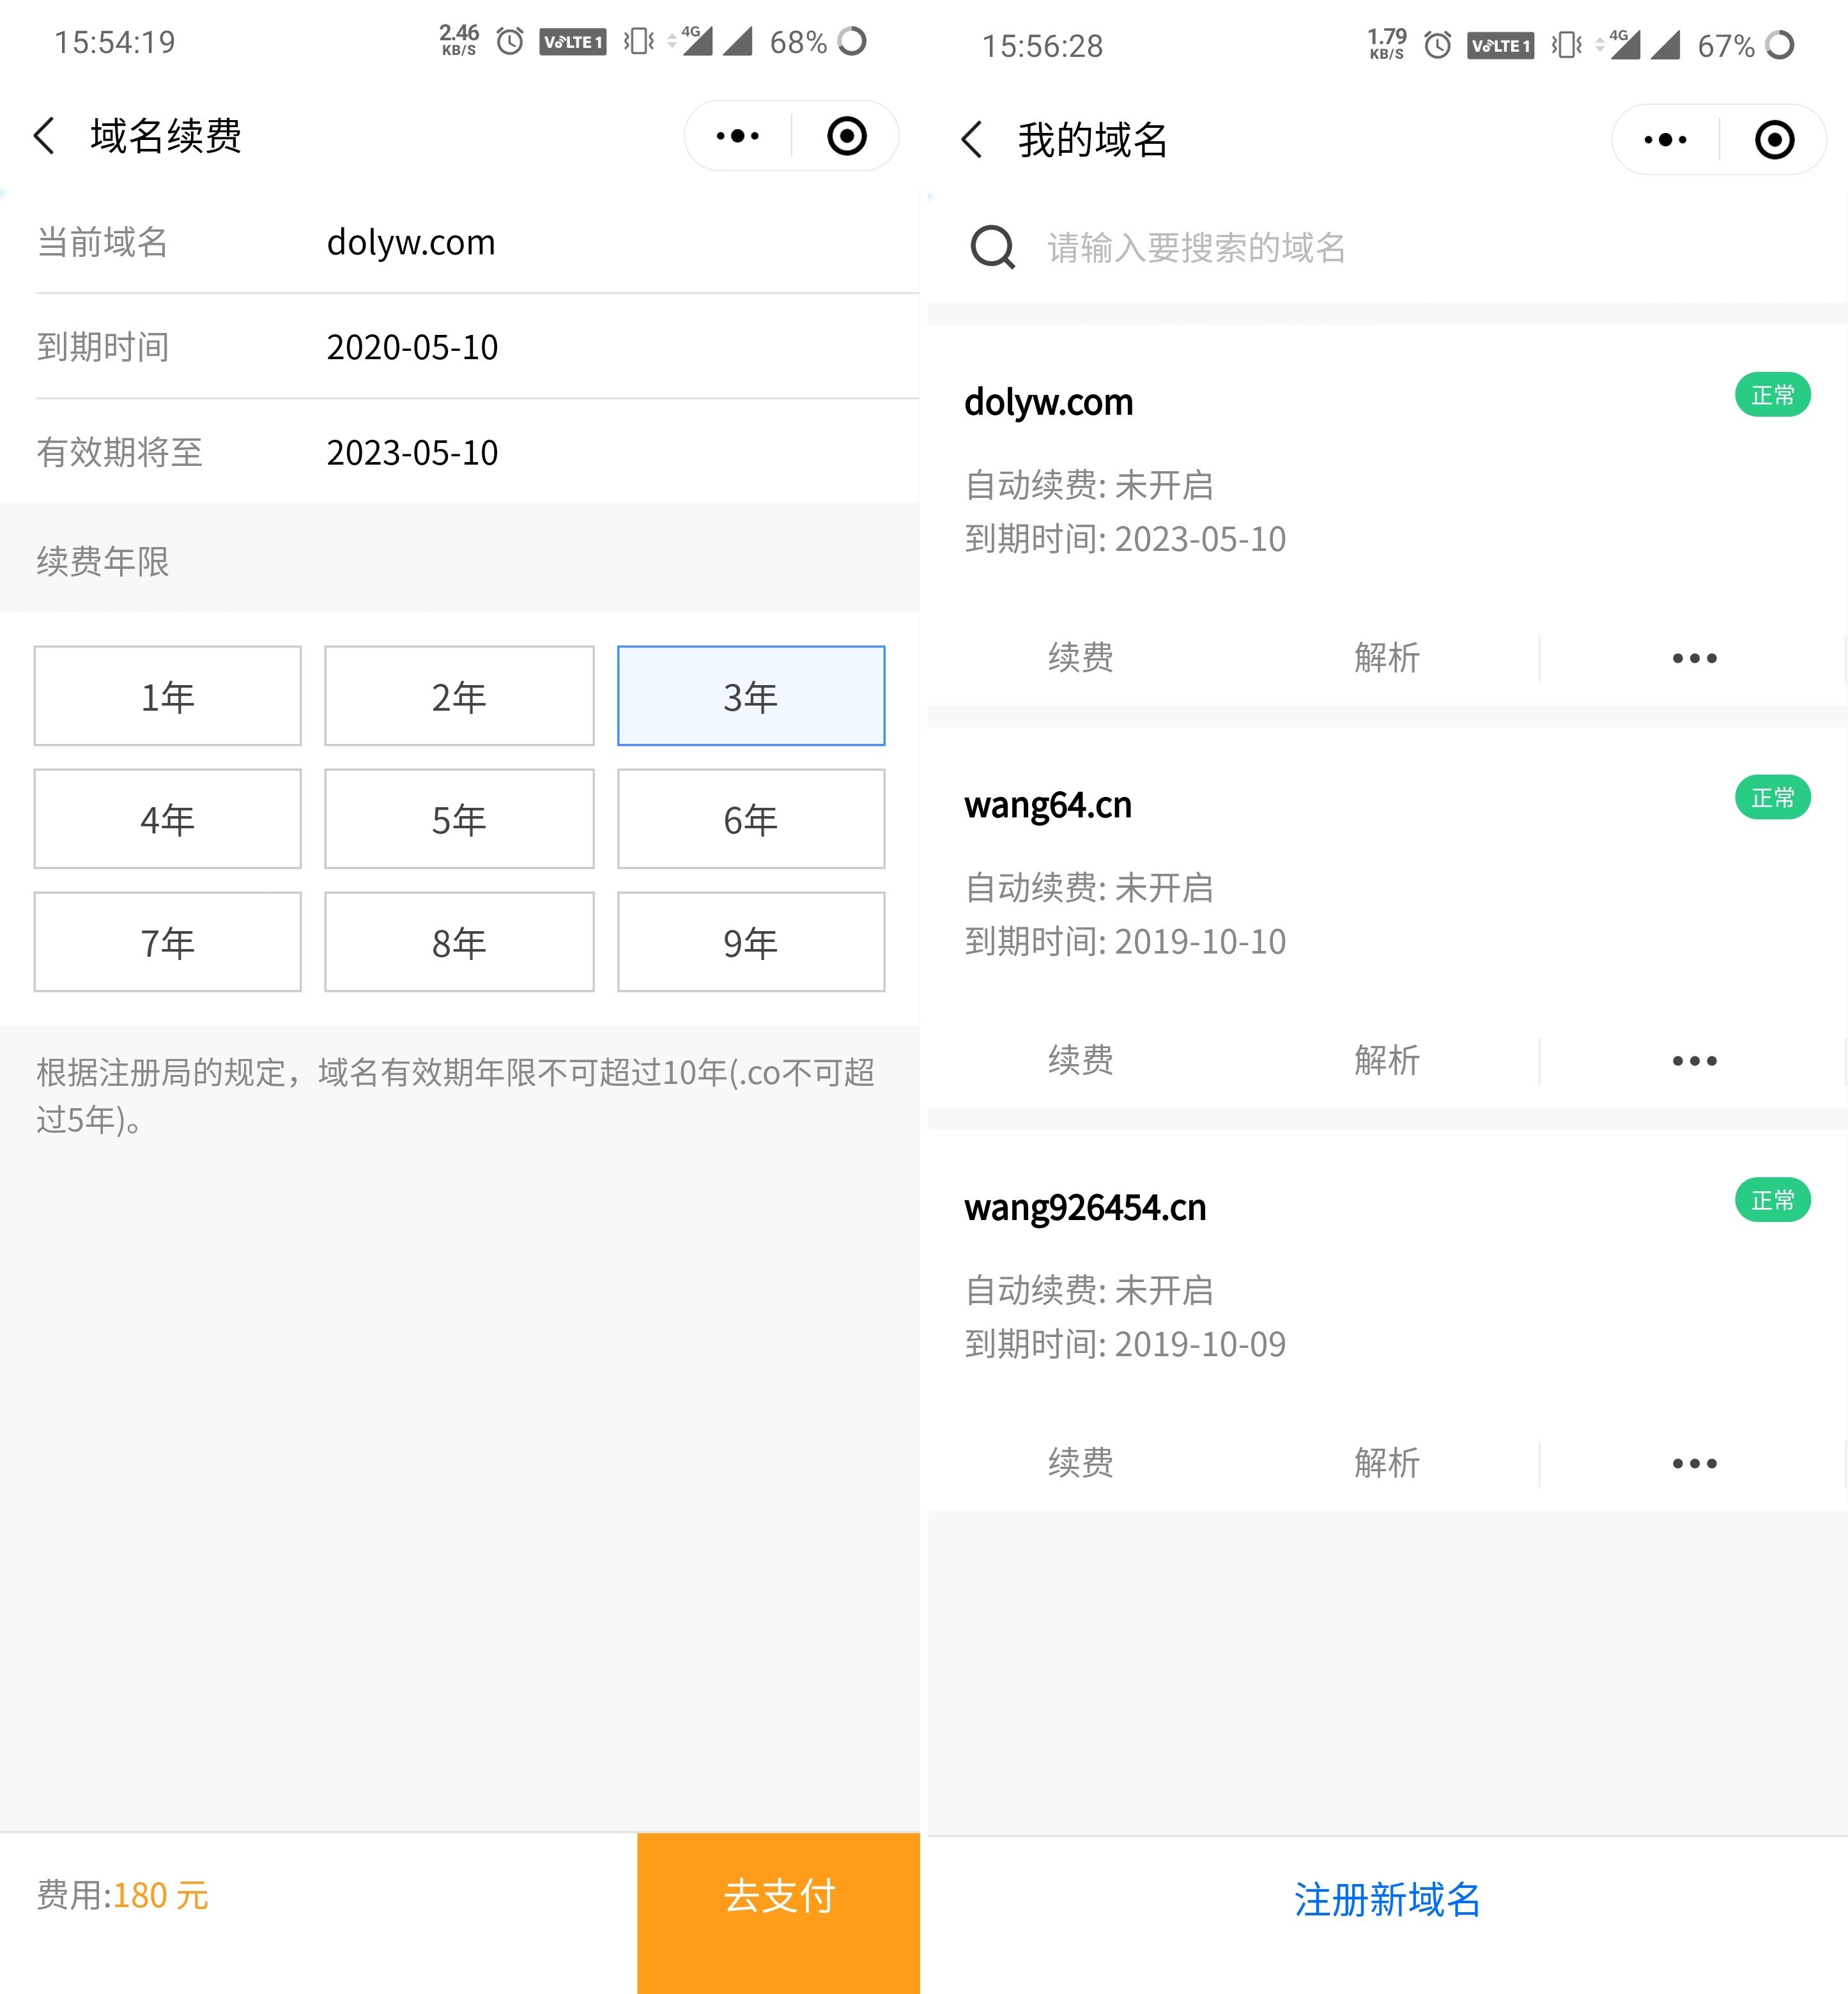 15:54:19 2.46 KB/S VoLTE 1 4G 68%
域名续费
当前域名 dolyw.com
到期时间 2020-05-10
有效期将至 2023-05-10
续费年限
1年 2年 3年
4年 5年 6年
7年 8年 9年
根据注册局的规定，域名有效期年限不可超过10年(.co不可超
过5年)。
费用:180 元 去支付
15:56:28 1.79 KB/S VoLTE 1 4G 67%
我的域名
请输入要搜索的域名
dolyw.com 正常
自动续费: 未开启
到期时间: 2023-05-10
续费 解析
wang64.cn 正常
自动续费: 未开启
到期时间: 2019-10-10
续费 解析
wang926454.cn 正常
自动续费: 未开启
到期时间: 2019-10-09
续费 解析
注册新域名